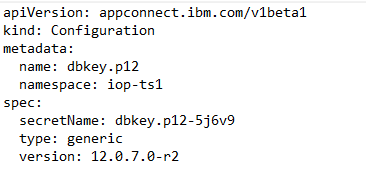 apiVersion: appconnect.ibm.com/v1beta1
kind: Configuration
metadata:
  name: dbkey.p12
  namespace: iop-ts1
spec:
  secretName: dbkey.p12-5j6v9
  type: generic
  version: 12.0.7.0-r2